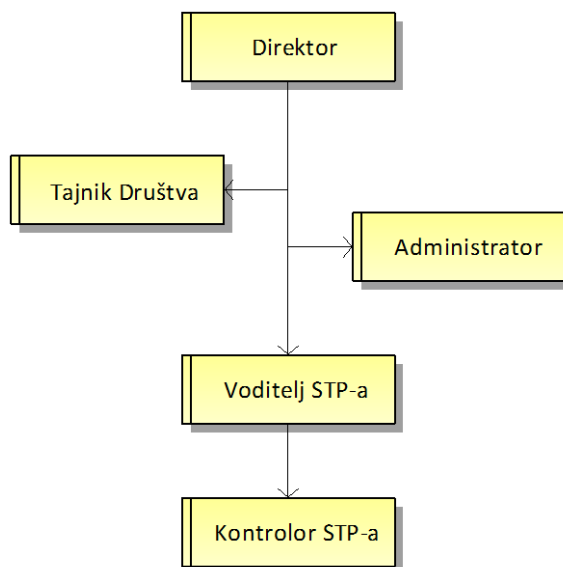 Direktor
Tajnik Društva
Administrator
Voditelj STP-a
Kontrolor STP-a